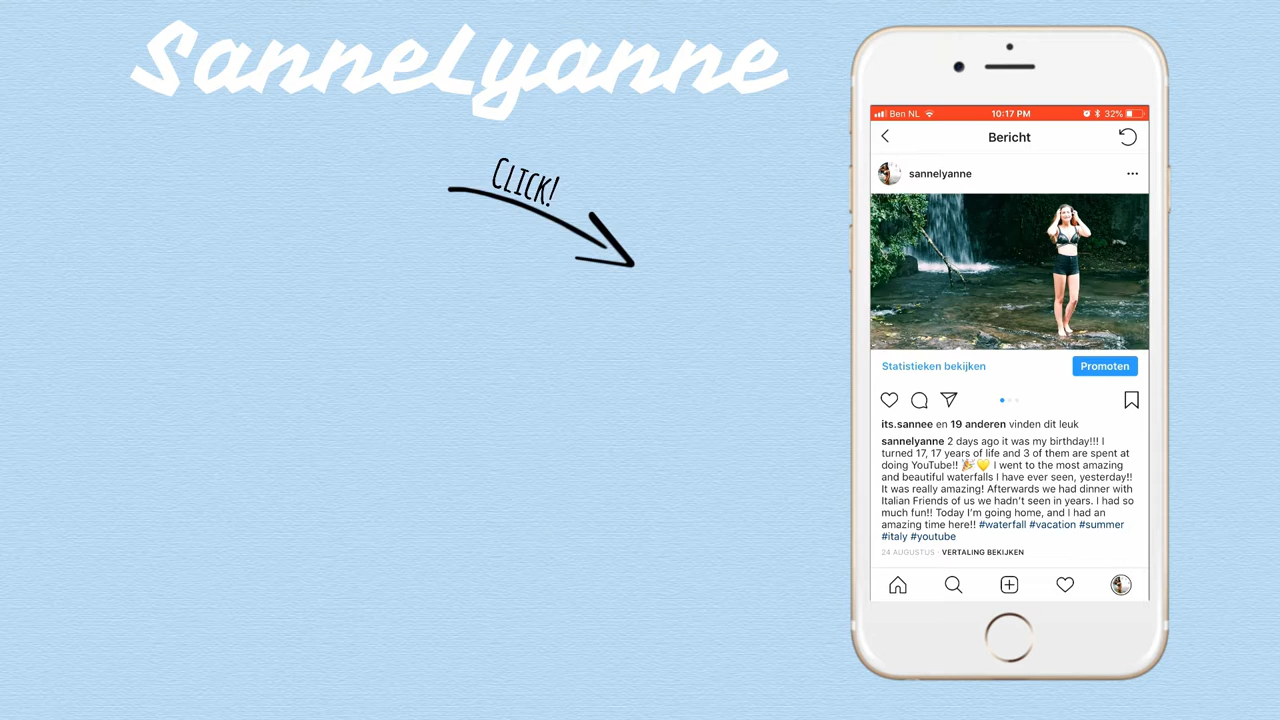 SanneLyanne
CLICK!
Ben NL
10:17 PM
32%
Bericht
sannelyanne
Statistieken bekijken
Promoten
its.sannee en 19 anderen vinden dit leuk
sannelyanne 2 days ago it was my birthday!!! I
turned 17, 17 years of life and 3 of them are spent at
doing YouTube!! 🎉💛 I went to the most amazing
and beautiful waterfalls I have ever seen, yesterday!!
It was really amazing! Afterwards we had dinner with
Italian Friends of us we hadn't seen in years. I had so
much fun!! Today I'm going home, and I had an
amazing time here!! #waterfall #vacation #summer
#italy #youtube
24 AUGUSTUS · VERTALING BEKIJKEN